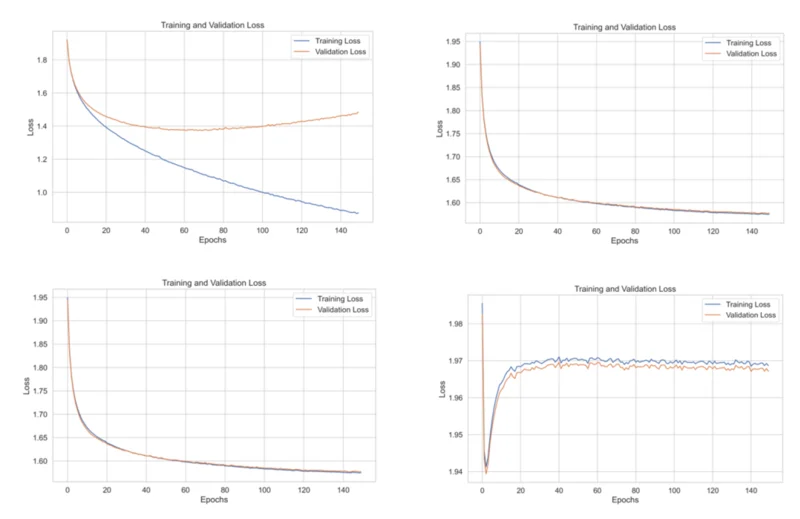 Training and Validation Loss
Training Loss
Validation Loss
1.8
1.6
1.4
1.2
1.0
Loss
0 20 40 60 80 100 120 140
Epochs
Training and Validation Loss
Training Loss
Validation Loss
1.95
1.90
1.85
1.80
1.75
1.70
1.65
1.60
Loss
0 20 40 60 80 100 120 140
Epochs
Training and Validation Loss
Training Loss
Validation Loss
1.95
1.90
1.85
1.80
1.75
1.70
1.65
1.60
Loss
0 20 40 60 80 100 120 140
Epochs
Training and Validation Loss
Training Loss
Validation Loss
1.98
1.97
1.96
1.95
1.94
Loss
0 20 40 60 80 100 120 140
Epochs